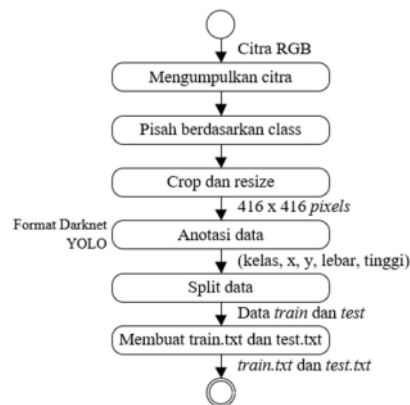 Citra RGB
Mengumpulkan citra
Pisah berdasarkan class
Crop dan resize
416 x 416 pixels
Format Darknet
YOLO
Anotasi data
(kelas, x, y, lebar, tinggi)
Split data
Data train dan test
Membuat train.txt dan test.txt
train.txt dan test.txt